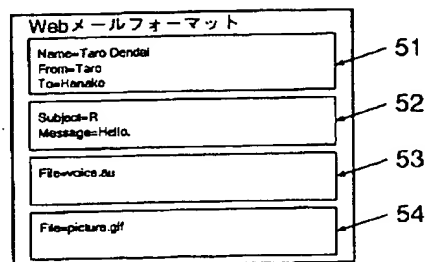 Webメールフォーマット
Name=Taro Dendai
From=Taro
To=Hanako
51
Subject=R
Message=Hello.
52
File=voice.au
53
File=picture.gif
54